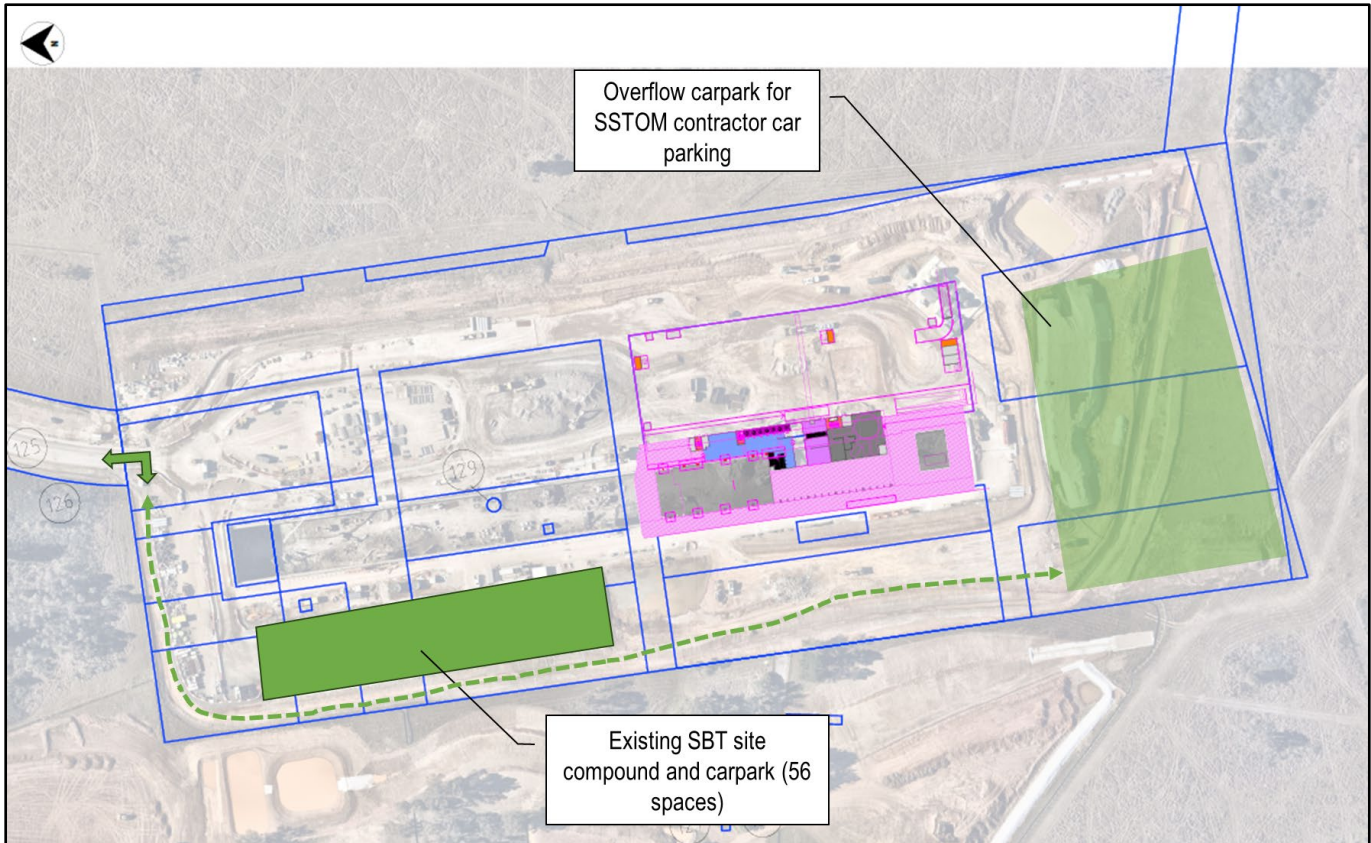 N
Overflow carpark for
SSTOM contractor car
parking
125
126
129
Existing SBT site
compound and carpark (56
spaces)